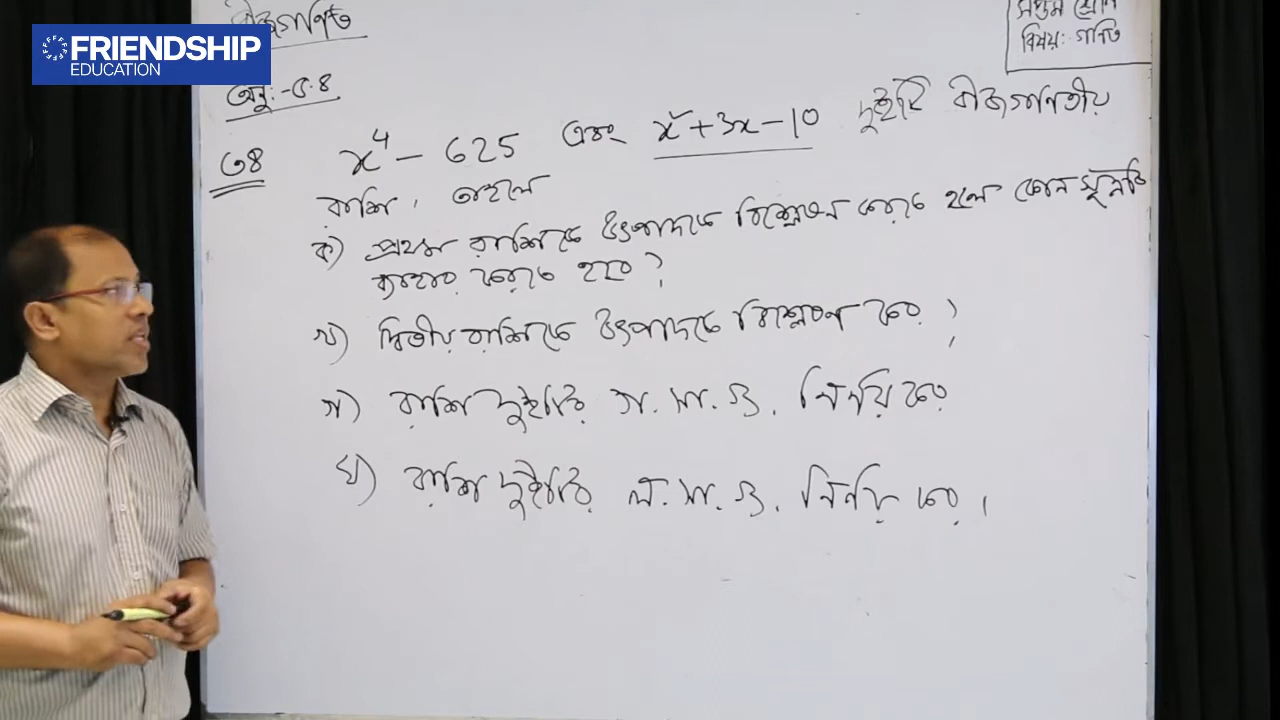 বীজগণিত
FRIENDSHIP
EDUCATION
সপ্তম শ্রেণি
বিষয়: গণিত
অনু:-৫.৪
৩৪ x⁴ - 625 এবং x²+3x-10 দুইটি বীজগণিতীয়
রাশি, তাহলে
ক) প্রথম রাশিকে উৎপাদকে বিশ্লেষণ করতে হলে কোন সূত্রটি
ব্যবহার করতে হবে?
খ) দ্বিতীয় রাশিকে উৎপাদকে বিশ্লেষণ কর।
গ) রাশি দুইটির গ. সা. গু. নির্ণয় কর
ঘ) রাশি দুইটির ল. সা. গু. নির্ণয় কর।